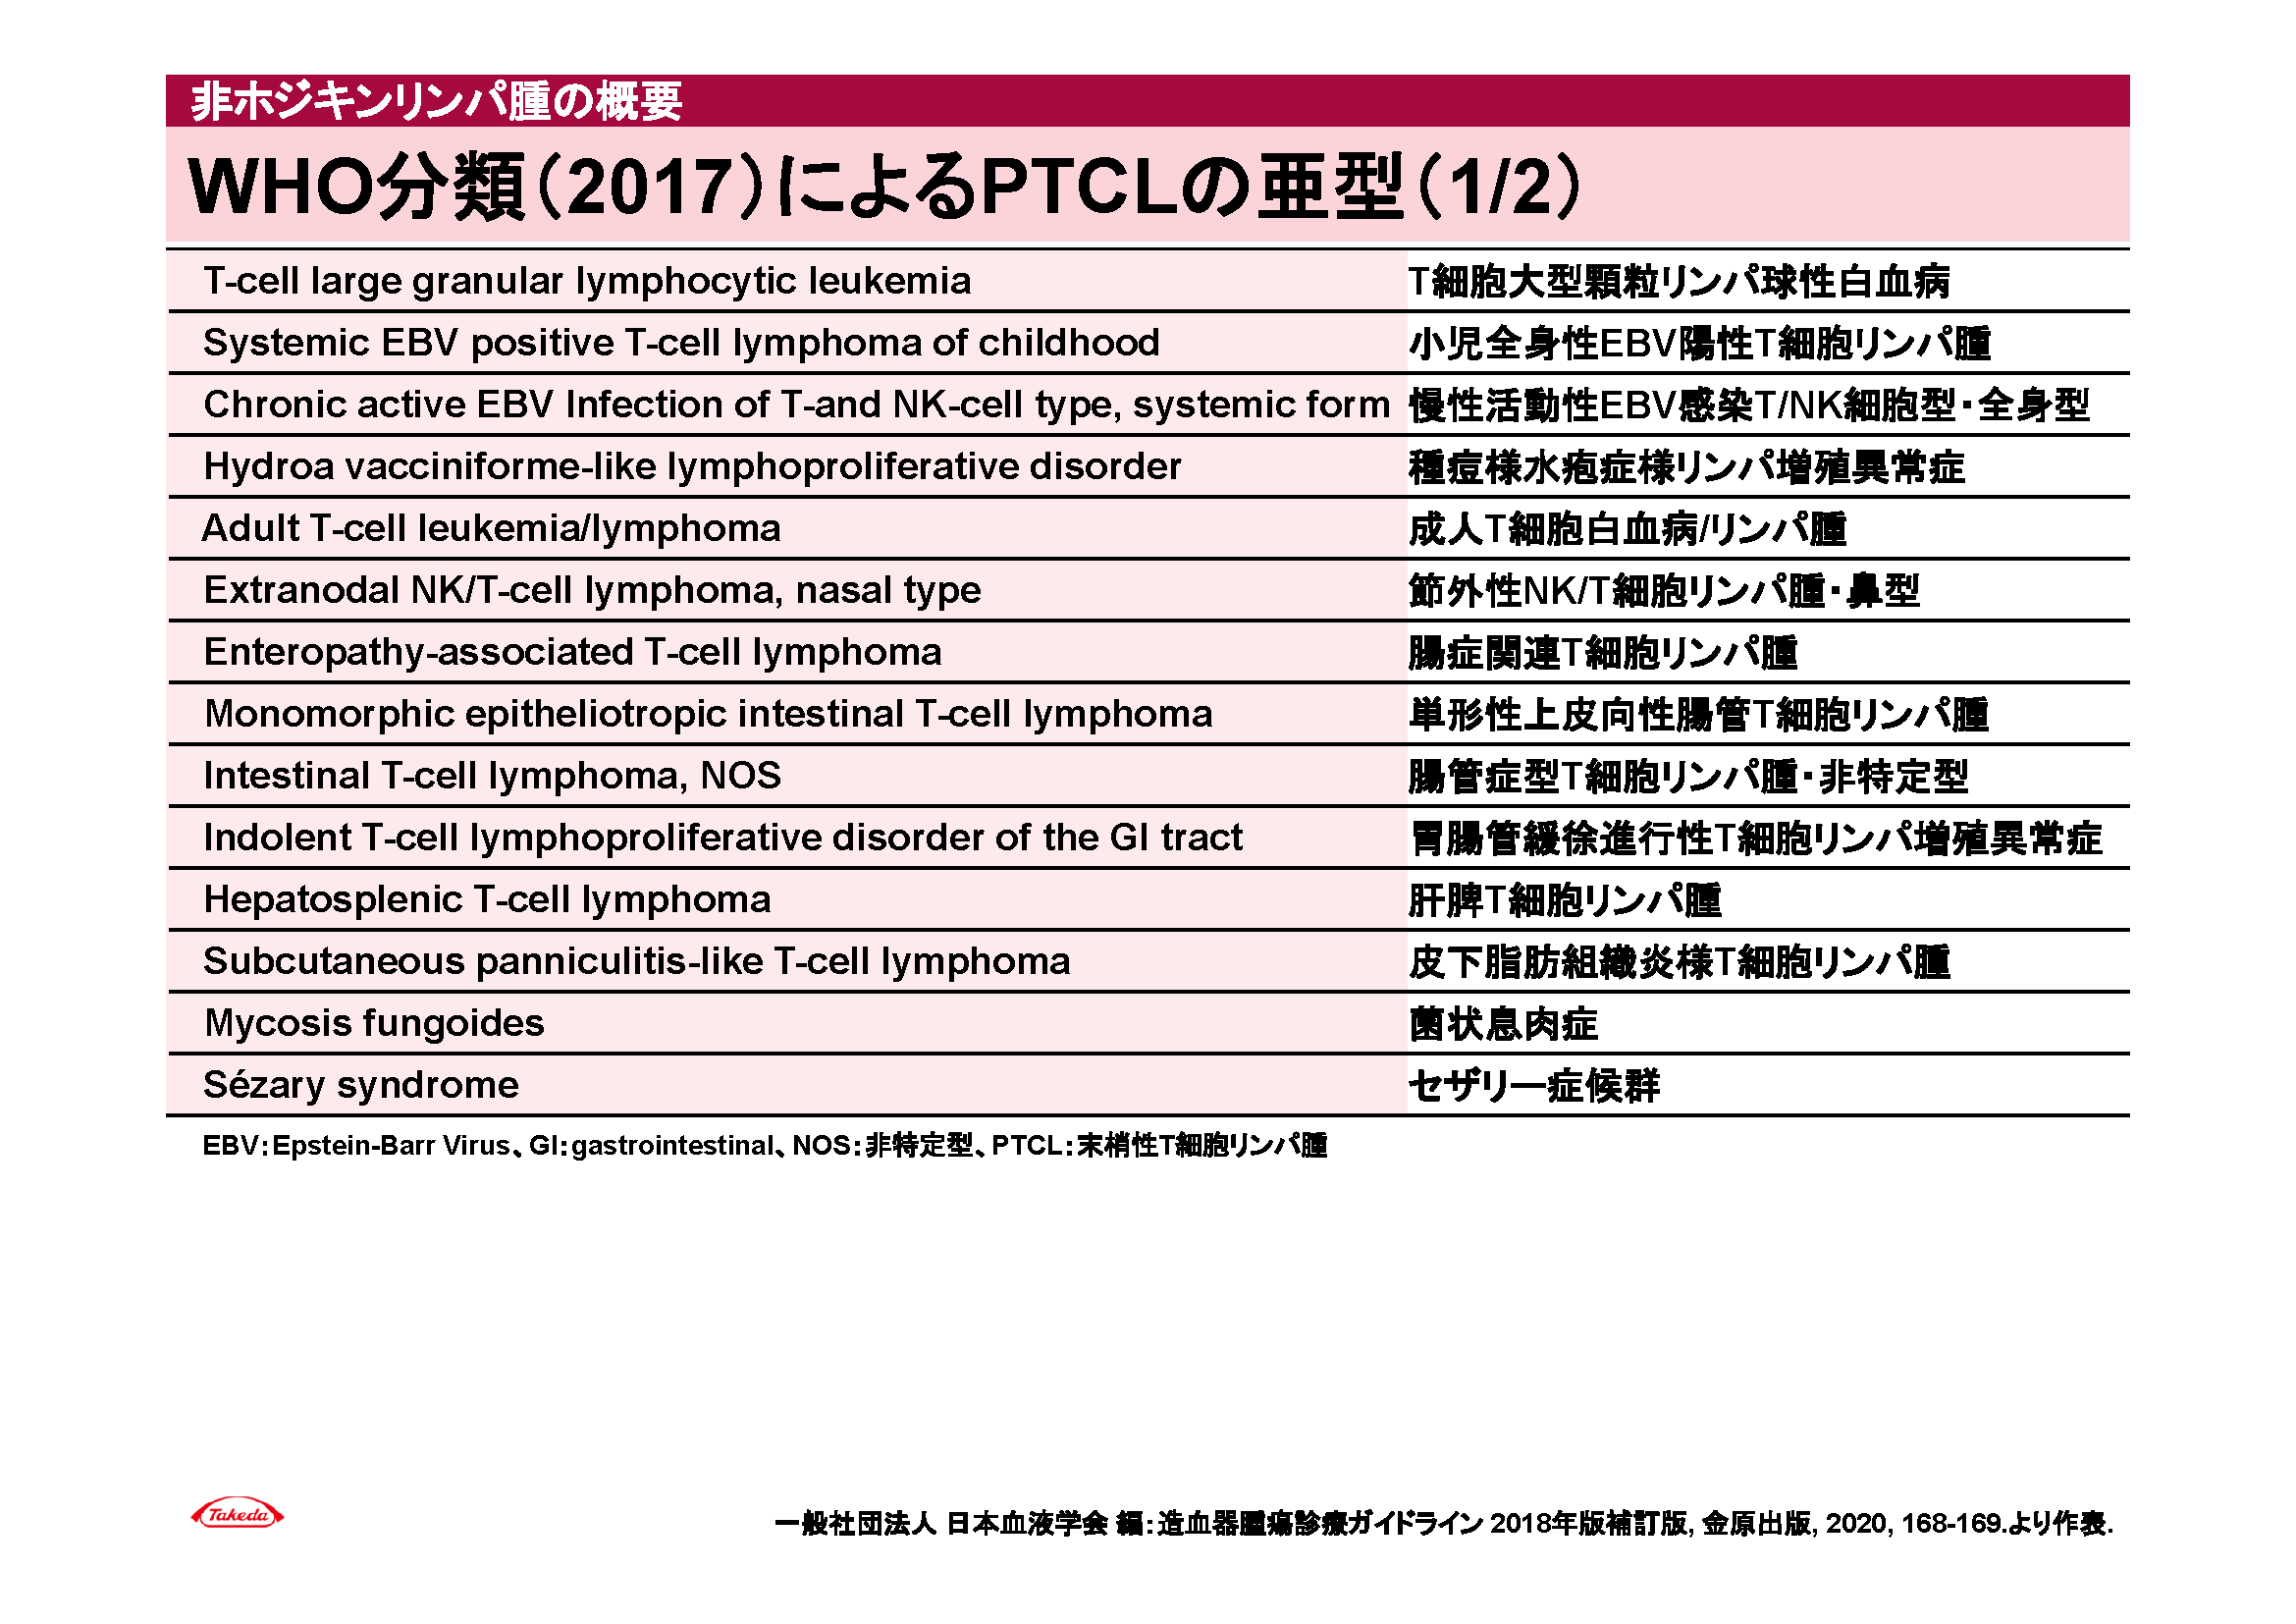 非ホジキンリンパ腫の概要
WHO分類（2017）によるPTCLの亜型（1/2）
T-cell large granular lymphocytic leukemia T細胞大型顆粒リンパ球性白血病
Systemic EBV positive T-cell lymphoma of childhood 小児全身性EBV陽性T細胞リンパ腫
Chronic active EBV Infection of T-and NK-cell type, systemic form 慢性活動性EBV感染T/NK細胞型・全身型
Hydroa vacciniforme-like lymphoproliferative disorder 種痘様水疱症様リンパ増殖異常症
Adult T-cell leukemia/lymphoma 成人T細胞白血病/リンパ腫
Extranodal NK/T-cell lymphoma, nasal type 節外性NK/T細胞リンパ腫・鼻型
Enteropathy-associated T-cell lymphoma 腸症関連T細胞リンパ腫
Monomorphic epitheliotropic intestinal T-cell lymphoma 単形性上皮向性腸管T細胞リンパ腫
Intestinal T-cell lymphoma, NOS 腸管症型T細胞リンパ腫・非特定型
Indolent T-cell lymphoproliferative disorder of the GI tract 胃腸管緩徐進行性T細胞リンパ増殖異常症
Hepatosplenic T-cell lymphoma 肝脾T細胞リンパ腫
Subcutaneous panniculitis-like T-cell lymphoma 皮下脂肪組織炎様T細胞リンパ腫
Mycosis fungoides 菌状息肉症
Sézary syndrome セザリー症候群
EBV：Epstein-Barr Virus、GI：gastrointestinal、NOS：非特定型、PTCL：末梢性T細胞リンパ腫
Takeda
一般社団法人 日本血液学会 編：造血器腫瘍診療ガイドライン 2018年版補訂版, 金原出版, 2020, 168-169.より作表.